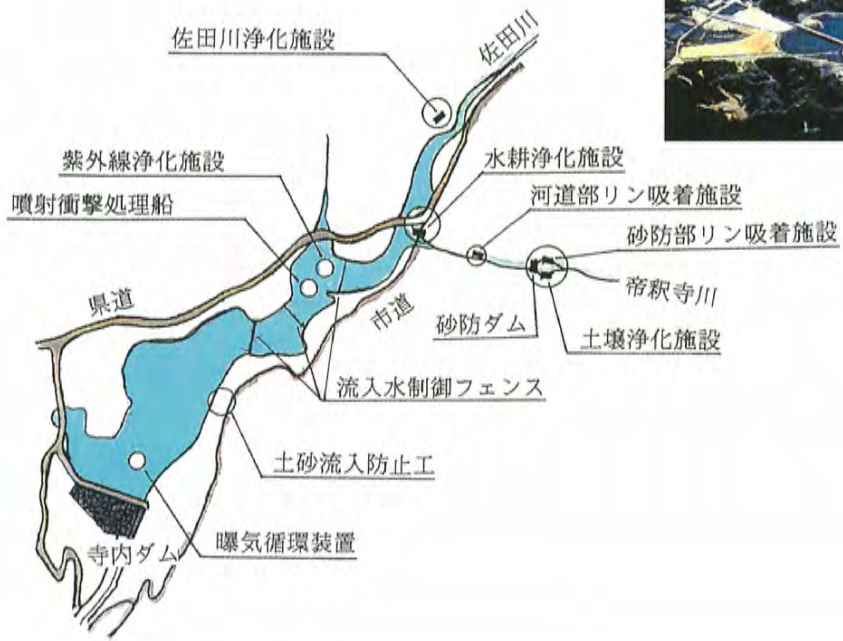 佐田川浄化施設
佐田川
紫外線浄化施設
水耕浄化施設
噴射衝撃処理船
河道部リン吸着施設
砂防部リン吸着施設
県道
市道
帝釈寺川
砂防ダム
土壌浄化施設
流入水制御フェンス
土砂流入防止工
曝気循環装置
寺内ダム